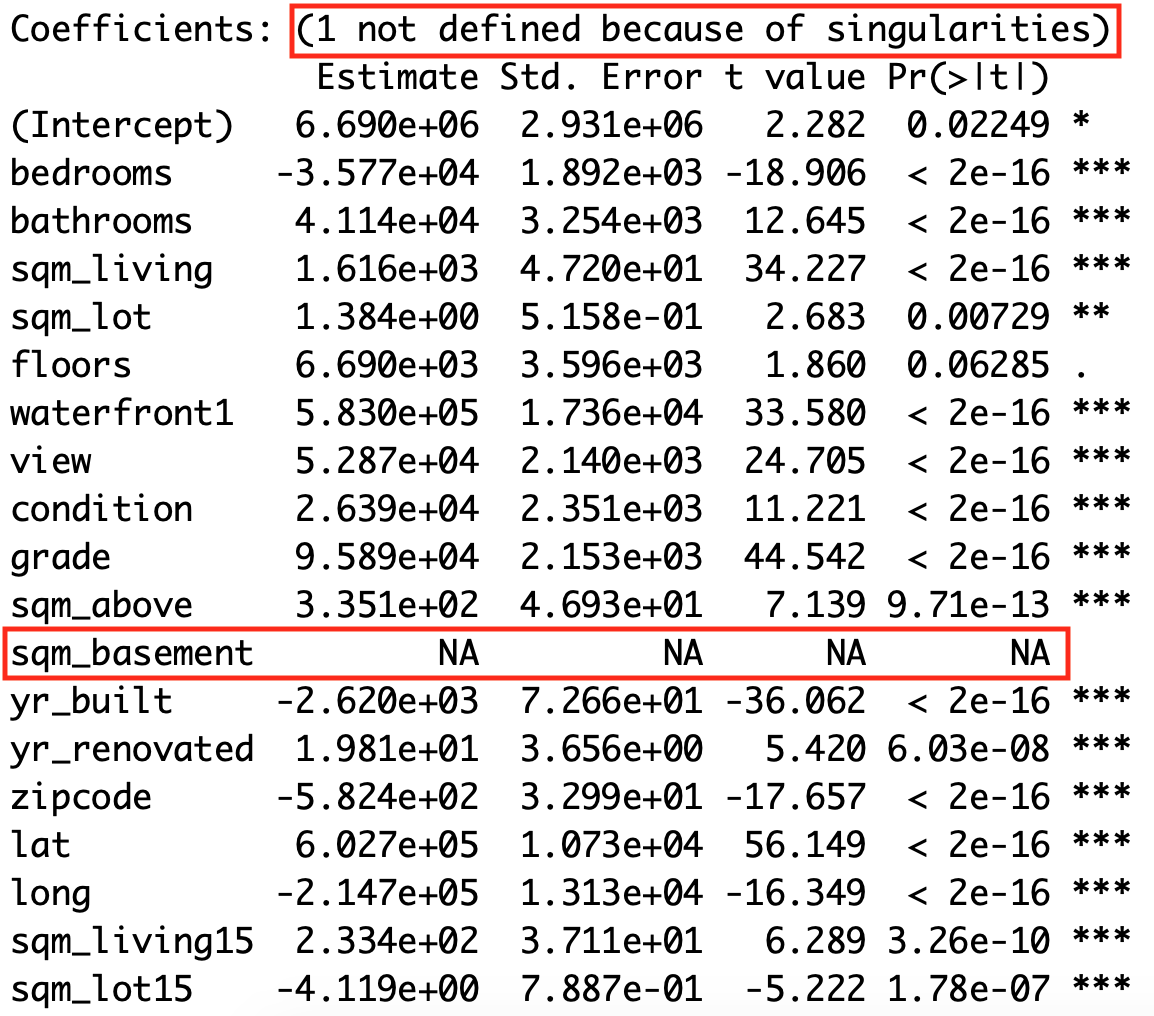 Coefficients: (1 not defined because of singularities)
Estimate Std. Error t value Pr(>|t|)
(Intercept) 6.690e+06 2.931e+06 2.282 0.02249 *
bedrooms -3.577e+04 1.892e+03 -18.906 < 2e-16 ***
bathrooms 4.114e+04 3.254e+03 12.645 < 2e-16 ***
sqm_living 1.616e+03 4.720e+01 34.227 < 2e-16 ***
sqm_lot 1.384e+00 5.158e-01 2.683 0.00729 **
floors 6.690e+03 3.596e+03 1.860 0.06285 .
waterfront1 5.830e+05 1.736e+04 33.580 < 2e-16 ***
view 5.287e+04 2.140e+03 24.705 < 2e-16 ***
condition 2.639e+04 2.351e+03 11.221 < 2e-16 ***
grade 9.589e+04 2.153e+03 44.542 < 2e-16 ***
sqm_above 3.351e+02 4.693e+01 7.139 9.71e-13 ***
sqm_basement NA NA NA NA
yr_built -2.620e+03 7.266e+01 -36.062 < 2e-16 ***
yr_renovated 1.981e+01 3.656e+00 5.420 6.03e-08 ***
zipcode -5.824e+02 3.299e+01 -17.657 < 2e-16 ***
lat 6.027e+05 1.073e+04 56.149 < 2e-16 ***
long -2.147e+05 1.313e+04 -16.349 < 2e-16 ***
sqm_living15 2.334e+02 3.711e+01 6.289 3.26e-10 ***
sqm_lot15 -4.119e+00 7.887e-01 -5.222 1.78e-07 ***